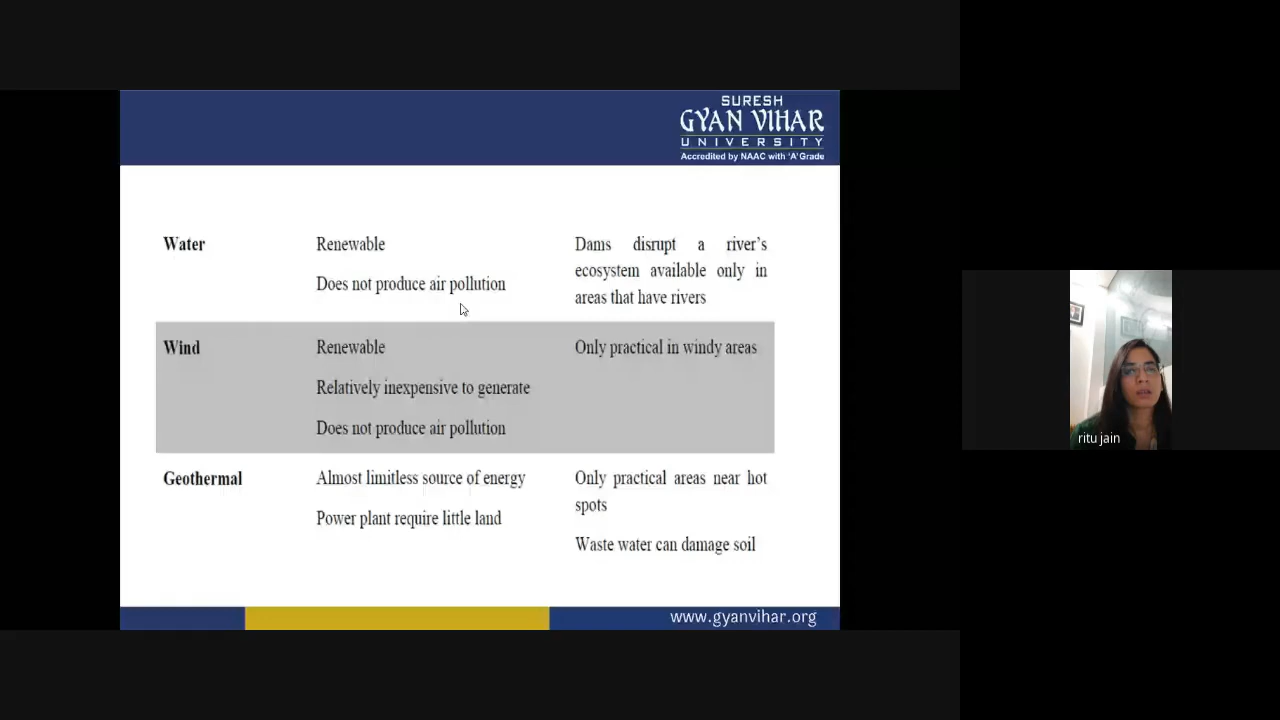 SURESH
GYAN VIHAR
UNIVERSITY
Accredited by NAAC with 'A' Grade
Water
Renewable
Does not produce air pollution
Dams disrupt a river's
ecosystem available only in
areas that have rivers
Wind
Renewable
Relatively inexpensive to generate
Does not produce air pollution
Only practical in windy areas
Geothermal
Almost limitless source of energy
Power plant require little land
Only practical areas near hot
spots
Waste water can damage soil
www.gyanvihar.org
ritu jain